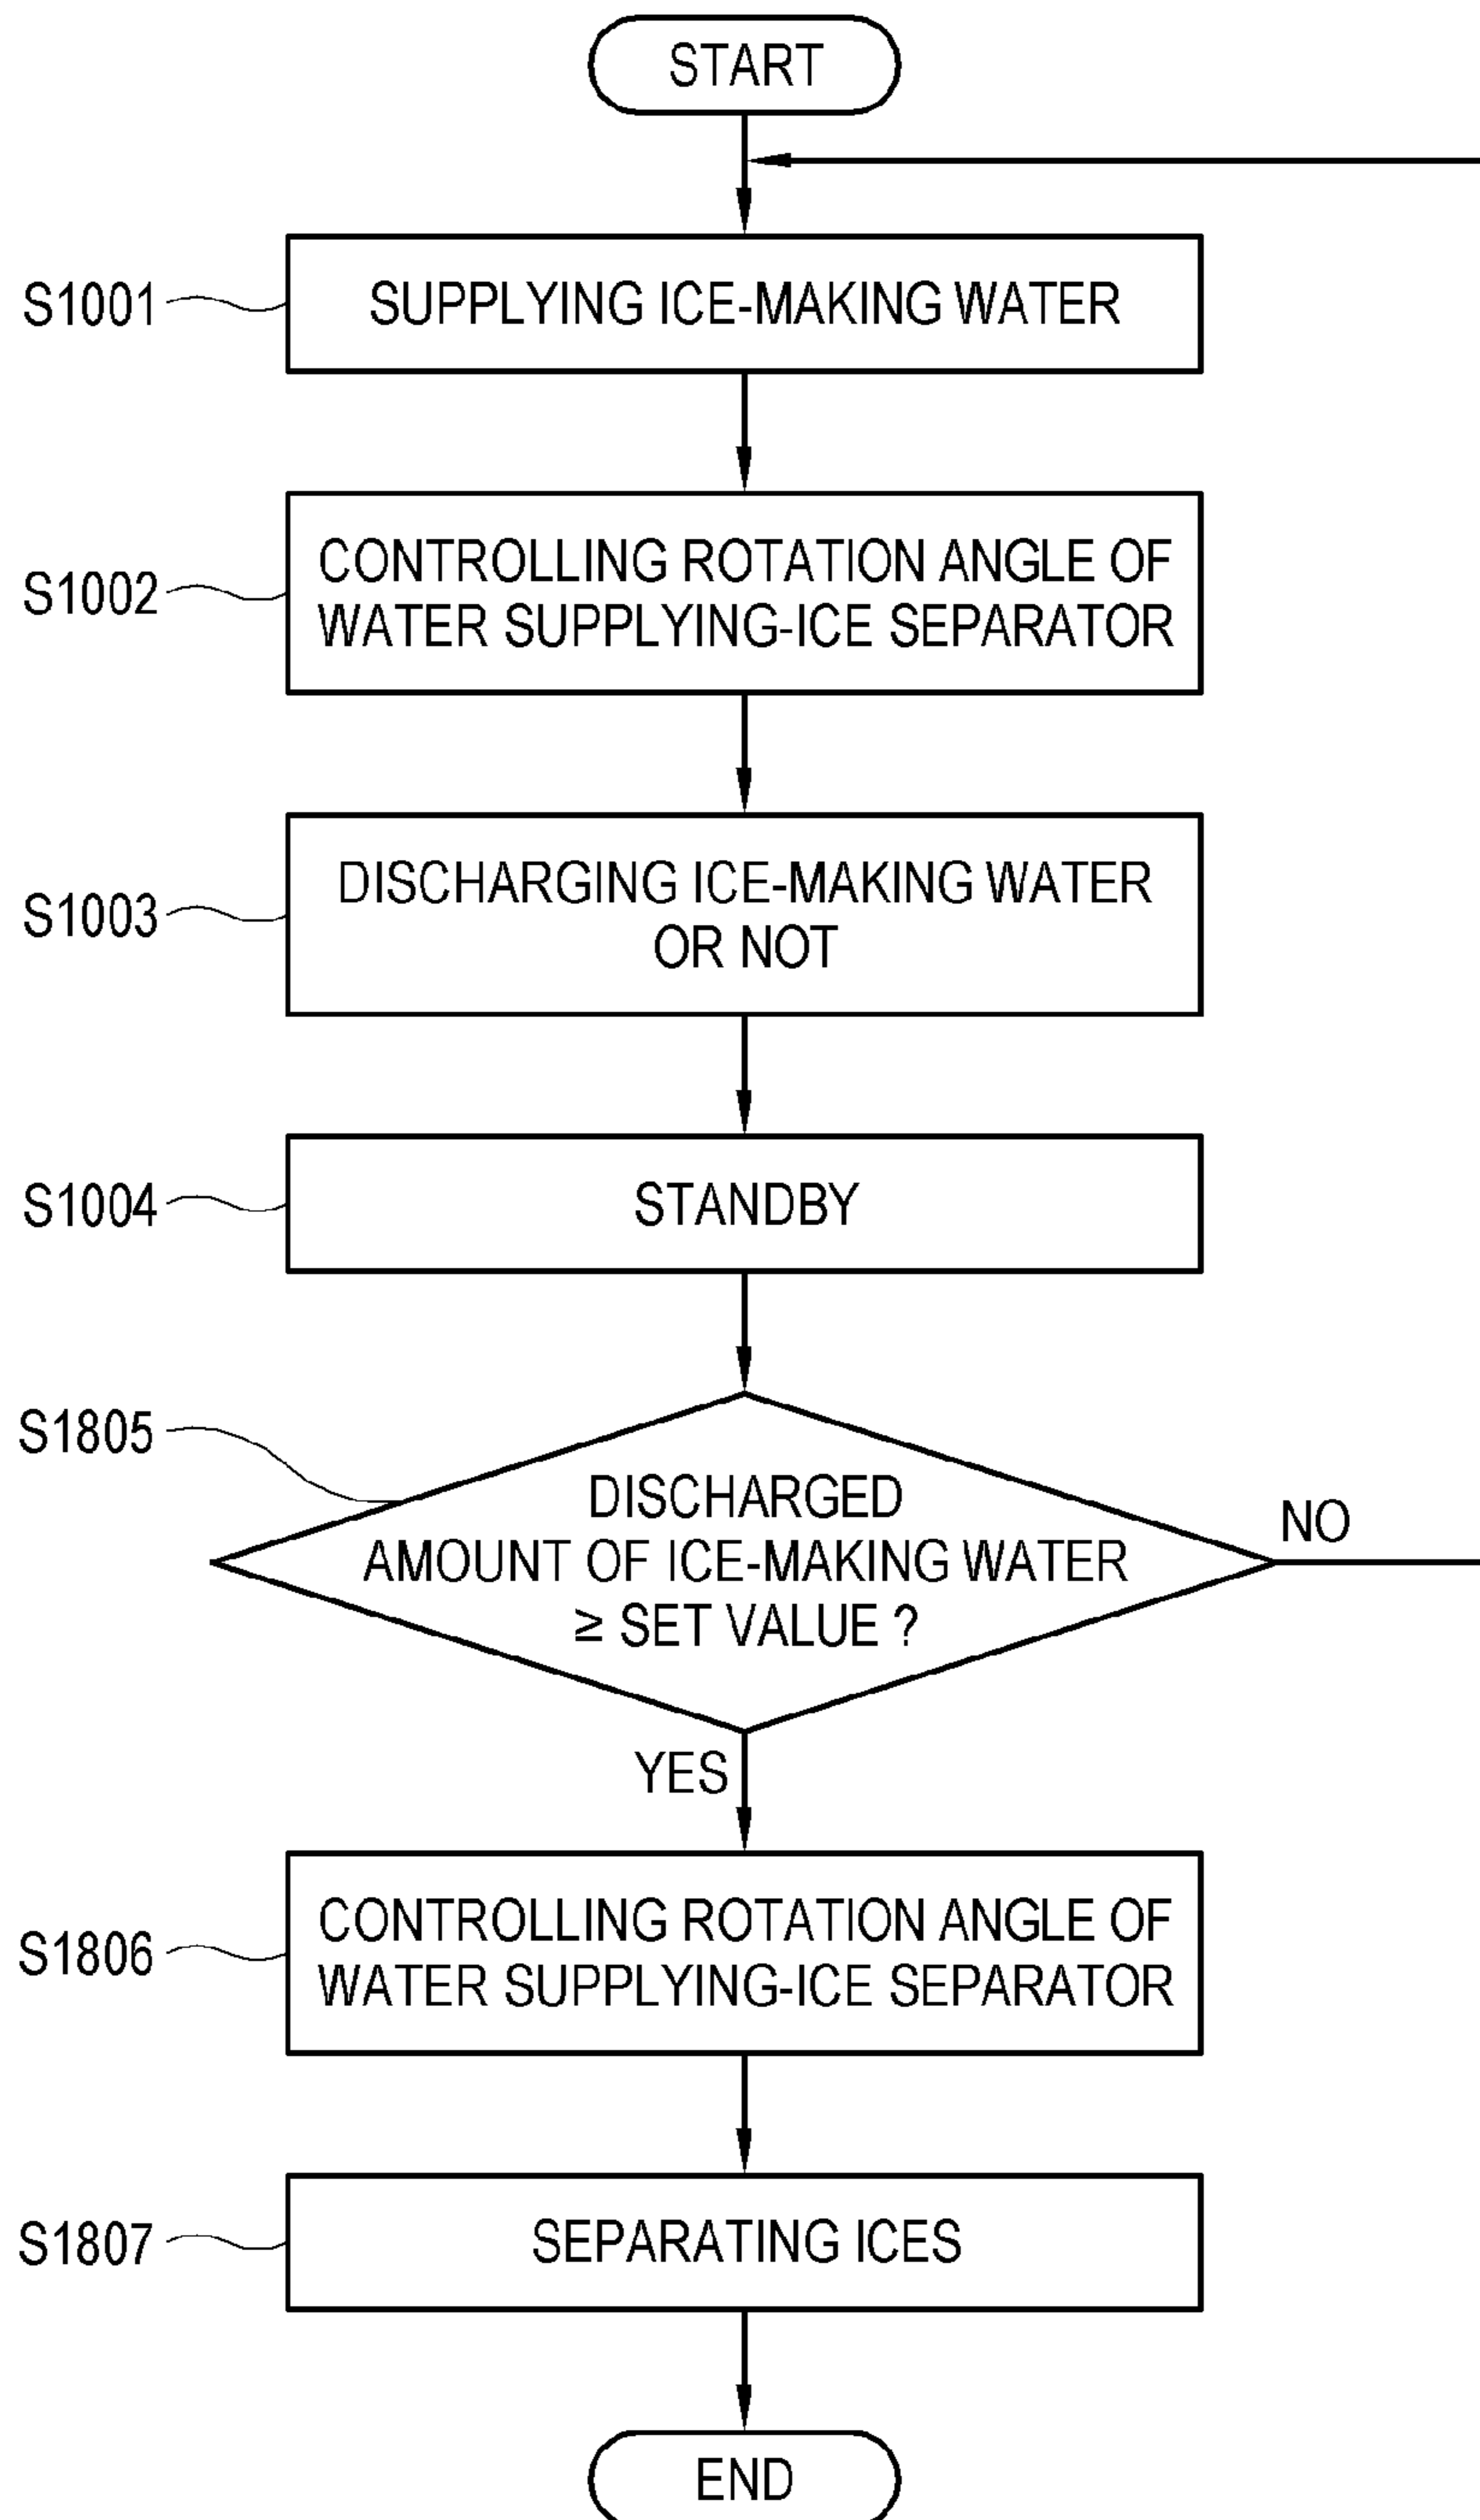 START
S1001
SUPPLYING ICE-MAKING WATER
S1002
CONTROLLING ROTATION ANGLE OF
WATER SUPPLYING-ICE SEPARATOR
S1003
DISCHARGING ICE-MAKING WATER
OR NOT
S1004
STANDBY
S1805
DISCHARGED
AMOUNT OF ICE-MAKING WATER
≥ SET VALUE ?
NO
YES
S1806
CONTROLLING ROTATION ANGLE OF
WATER SUPPLYING-ICE SEPARATOR
S1807
SEPARATING ICES
END